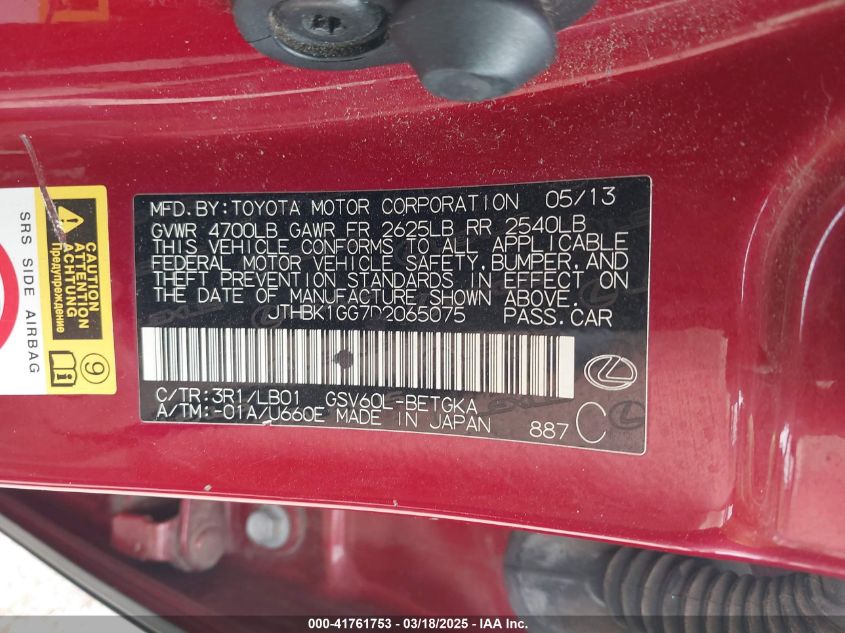 MFD.BY:TOYOTA MOTOR CORPORATION 05/13
GVWR 4700LB GAWR FR 2625LB RR 2540LB
THIS VEHICLE CONFORMS TO ALL APPLICABLE
FEDERAL MOTOR VEHICLE SAFETY, BUMPER, AND
THEFT PREVENTION STANDARDS IN EFFECT ON
THE DATE OF MANUFACTURE SHOWN ABOVE.
JTHBK1GG7D2065075 PASS.CAR
C/TR:3R1/LB01 GSV60L-BETGKA
A/TM:-01A/U660E MADE IN JAPAN
887 C
SRS SIDE AIRBAG
CAUTION
ATTENTION
ACHTUNG
Предупреждение
9
000-41761753 - 03/18/2025 - IAA Inc.